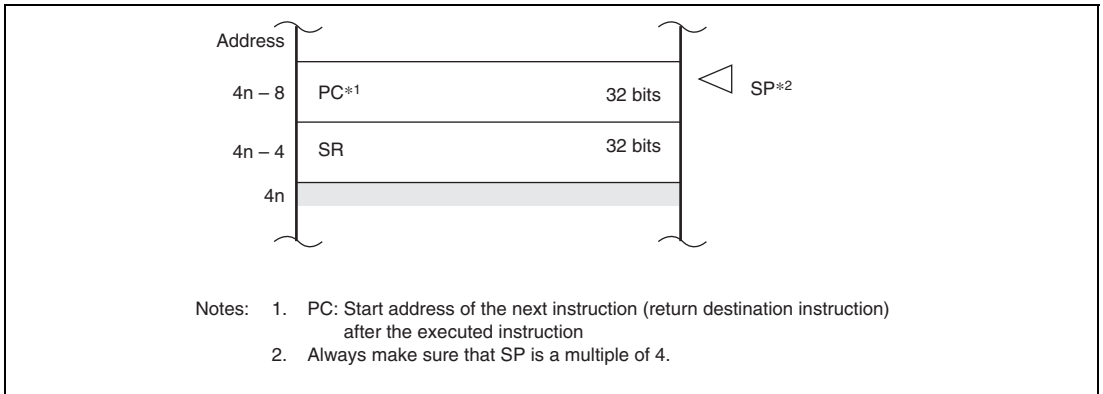 Address
4n – 8 PC*1 32 bits SP*2
4n – 4 SR 32 bits
4n
Notes: 1. PC: Start address of the next instruction (return destination instruction)
after the executed instruction
2. Always make sure that SP is a multiple of 4.